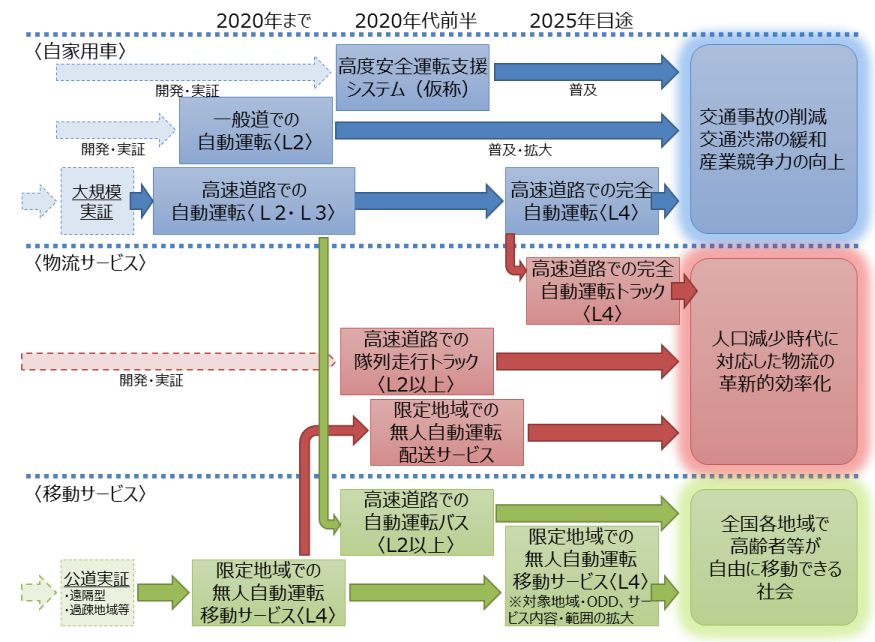 2020年まで
2020年代前半
2025年目途
〈自家用車〉
開発・実証
高度安全運転支援
システム（仮称）
普及
開発・実証
一般道での
自動運転〈L2〉
普及・拡大
大規模
実証
高速道路での
自動運転〈Ｌ２・Ｌ３〉
高速道路での完全
自動運転〈L4〉
交通事故の削減
交通渋滞の緩和
産業競争力の向上
〈物流サービス〉
高速道路での完全
自動運転トラック
〈L4〉
開発・実証
高速道路での
隊列走行トラック
〈L2以上〉
限定地域での
無人自動運転
配送サービス
人口減少時代に
対応した物流の
革新的効率化
〈移動サービス〉
高速道路での
自動運転バス
〈L2以上〉
公道実証
・遠隔型
・過疎地域等
限定地域での
無人自動運転
移動サービス〈L4〉
限定地域での
無人自動運転
移動サービス〈L4〉
※対象地域・ODD、サー
ビス内容・範囲の拡大
全国各地域で
高齢者等が
自由に移動できる
社会